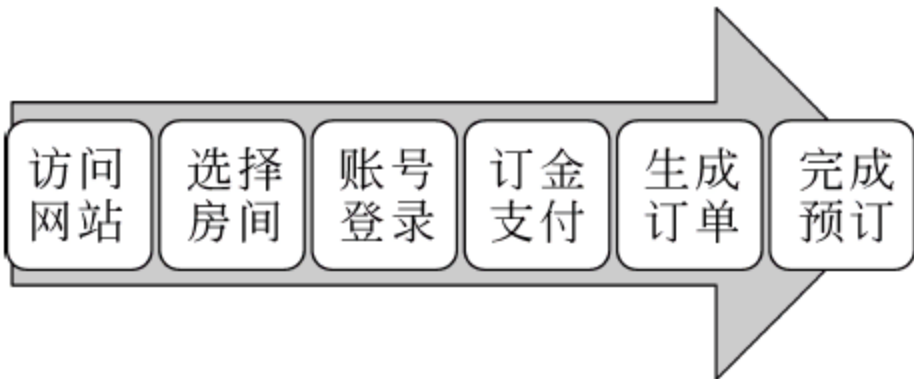 访问
网站
选择
房间
账号
登录
订金
支付
生成
订单
完成
预订